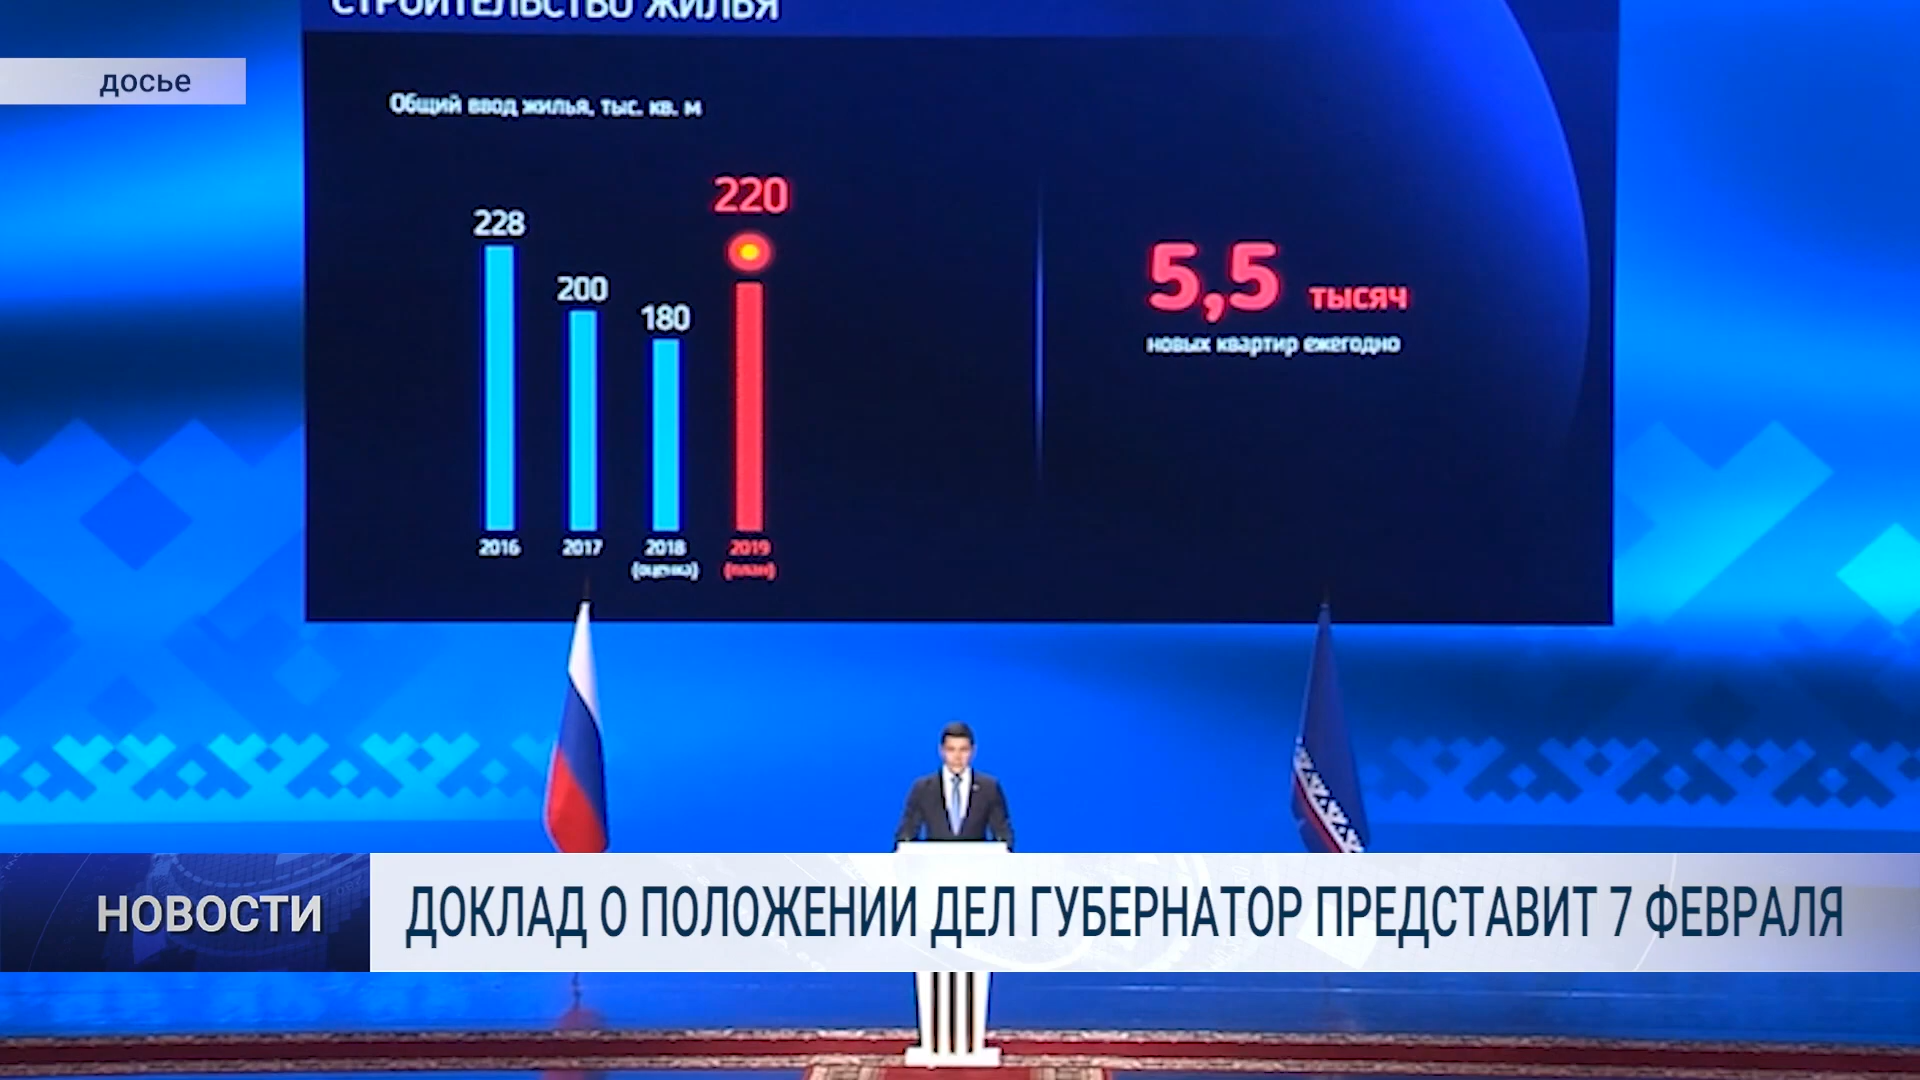 СТРОИТЕЛЬСТВО ЖИЛЬЯ
досье
Общий ввод жилья, тыс. кв. м
220
228
200
180
5,5 тысяч
новых квартир ежегодно
2016 2017 2018 2019
(оценка) (план)
НОВОСТИ
ДОКЛАД О ПОЛОЖЕНИИ ДЕЛ ГУБЕРНАТОР ПРЕДСТАВИТ 7 ФЕВРАЛЯ